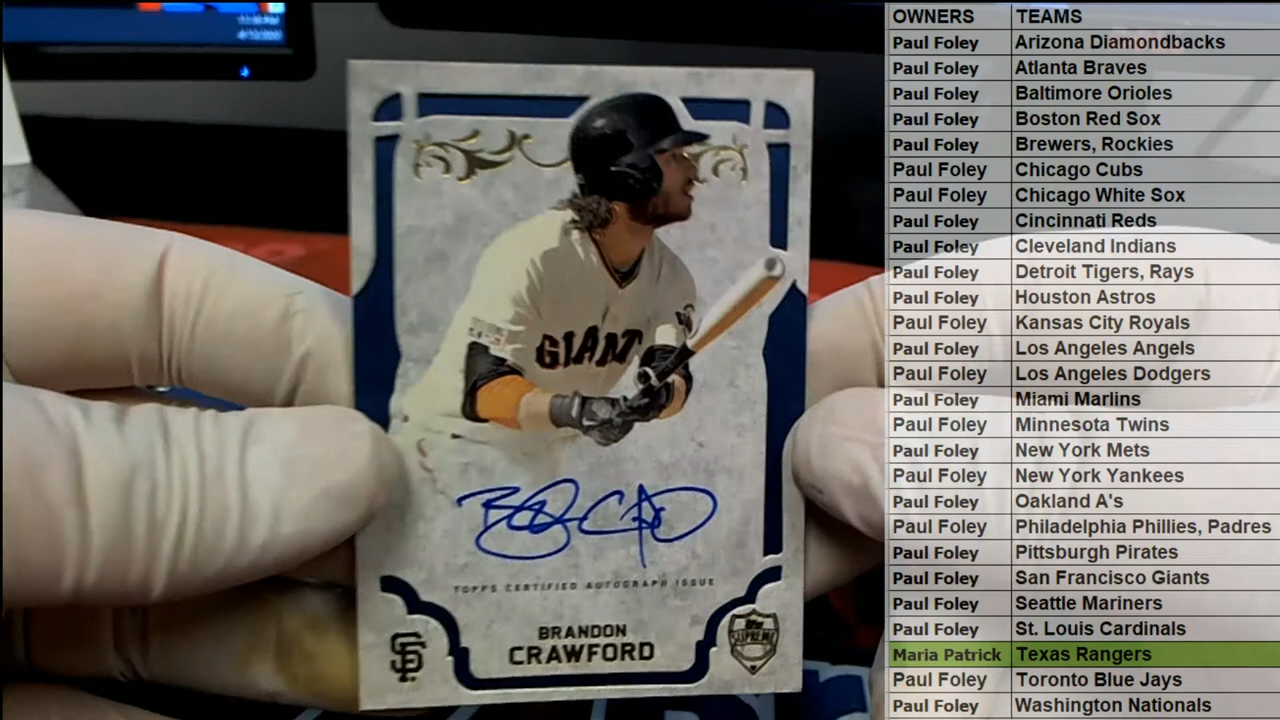 GIANT
TOPPS CERTIFIED AUTOGRAPH ISSUE
BRANDON
CRAWFORD
SF
Topps
SUPREME
OWNERS TEAMS
Paul Foley Arizona Diamondbacks
Paul Foley Atlanta Braves
Paul Foley Baltimore Orioles
Paul Foley Boston Red Sox
Paul Foley Brewers, Rockies
Paul Foley Chicago Cubs
Paul Foley Chicago White Sox
Paul Foley Cincinnati Reds
Paul Foley Cleveland Indians
Paul Foley Detroit Tigers, Rays
Paul Foley Houston Astros
Paul Foley Kansas City Royals
Paul Foley Los Angeles Angels
Paul Foley Los Angeles Dodgers
Paul Foley Miami Marlins
Paul Foley Minnesota Twins
Paul Foley New York Mets
Paul Foley New York Yankees
Paul Foley Oakland A's
Paul Foley Philadelphia Phillies, Padres
Paul Foley Pittsburgh Pirates
Paul Foley San Francisco Giants
Paul Foley Seattle Mariners
Paul Foley St. Louis Cardinals
Maria Patrick Texas Rangers
Paul Foley Toronto Blue Jays
Paul Foley Washington Nationals